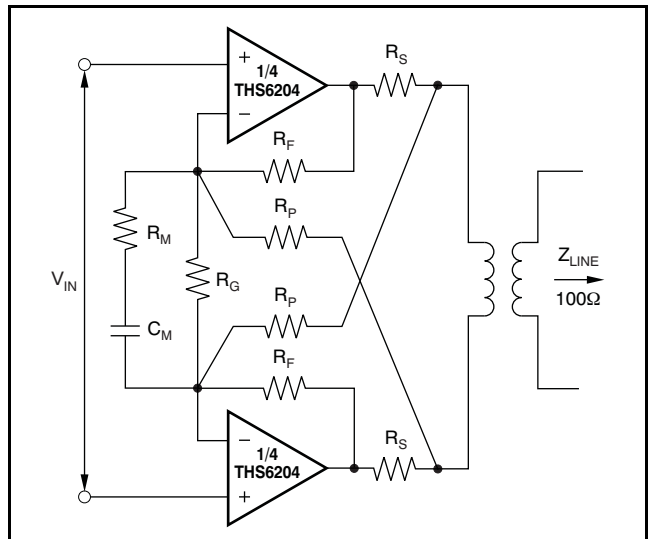 +
1/4
THS6204
−
R_S
R_F
R_P
R_M
V_IN
R_G
C_M
R_P
R_F
Z_LINE
100Ω
−
1/4
THS6204
+
R_S